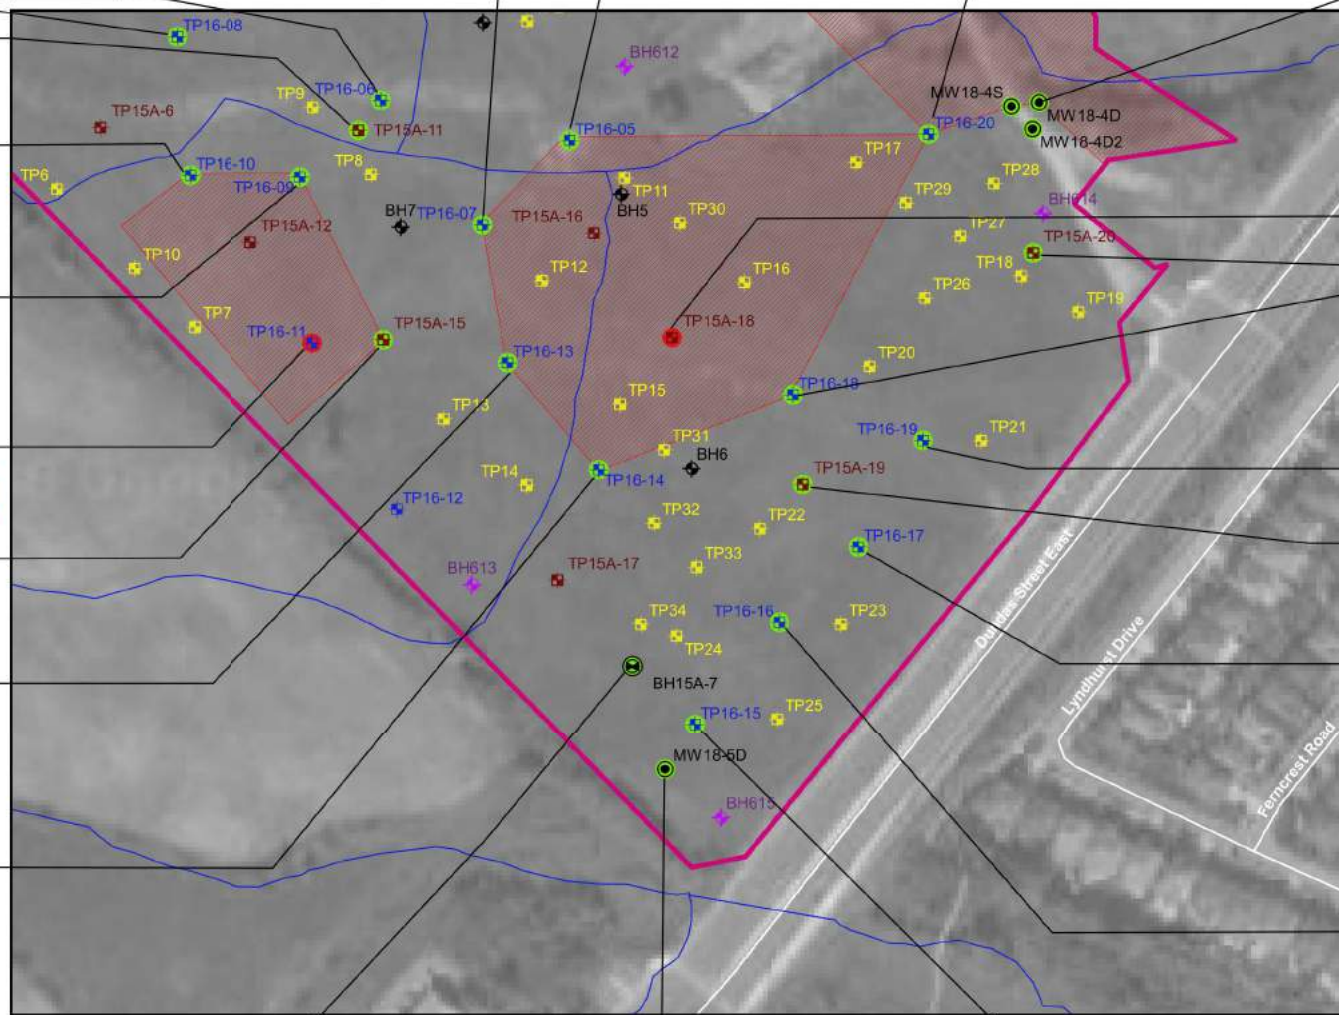 TP16-08
BH612
TP9
TP16-06
MW18-4S
TP15A-6
MW18-4D
TP15A-11
TP16-05
TP16-20
MW18-4D2
TP6
TP16-10
TP16-09
TP8
TP11
TP17
TP28
BH7
TP16-07
TP15A-16
BH5
TP30
TP29
BH614
TP15A-12
TP27
TP15A-20
TP10
TP12
TP16
TP18
TP26
TP19
TP7
TP16-11
TP15A-15
TP15A-18
TP16-13
TP20
TP15
TP16-18
TP13
TP31
TP16-19
TP21
BH6
TP14
TP16-14
TP15A-19
TP16-12
TP32
TP22
TP16-17
BH613
TP15A-17
TP33
TP34
TP16-16
TP23
TP24
BH15A-7
TP16-15
TP25
MW18-5D
BH615
Dundas Street East
Lyndhurst Drive
Ferncrest Road